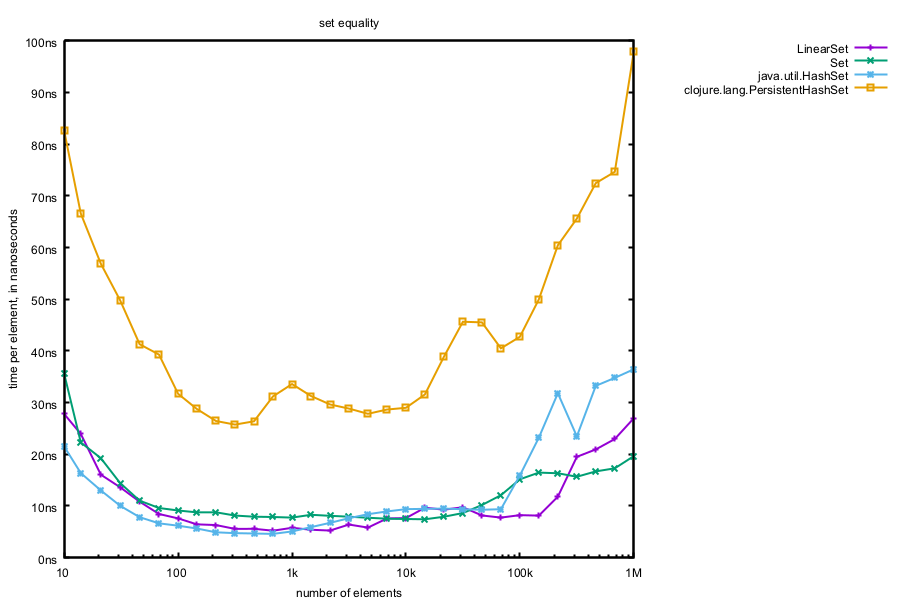 set equality
LinearSet
Set
java.util.HashSet
clojure.lang.PersistentHashSet
time per element, in nanoseconds
100ns
90ns
80ns
70ns
60ns
50ns
40ns
30ns
20ns
10ns
0ns
10 100 1k 10k 100k 1M
number of elements